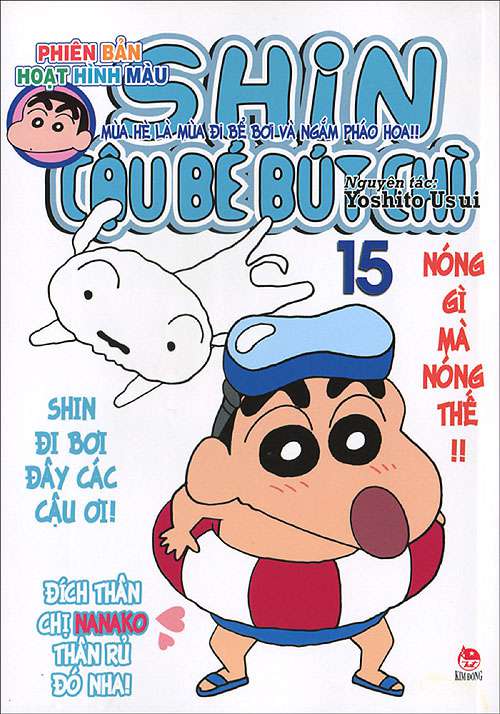 PHIÊN BẢN
HOẠT HÌNH MÀU
SHiN
MÙA HÈ LÀ MÙA ĐI BỂ BƠI VÀ NGẮM PHÁO HOA!!
CẬU BÉ BÚT CHÌ
Nguyên tác:
Yoshito Usui
15
NÓNG
GÌ
MÀ
NÓNG
THẾ
!!
SHIN
ĐI BƠI
ĐÂY CÁC
CẬU ƠI!
ĐÍCH THÂN
CHỊ NANAKO
THÂN RỦ
ĐÓ NHA!
KIM ĐỒNG